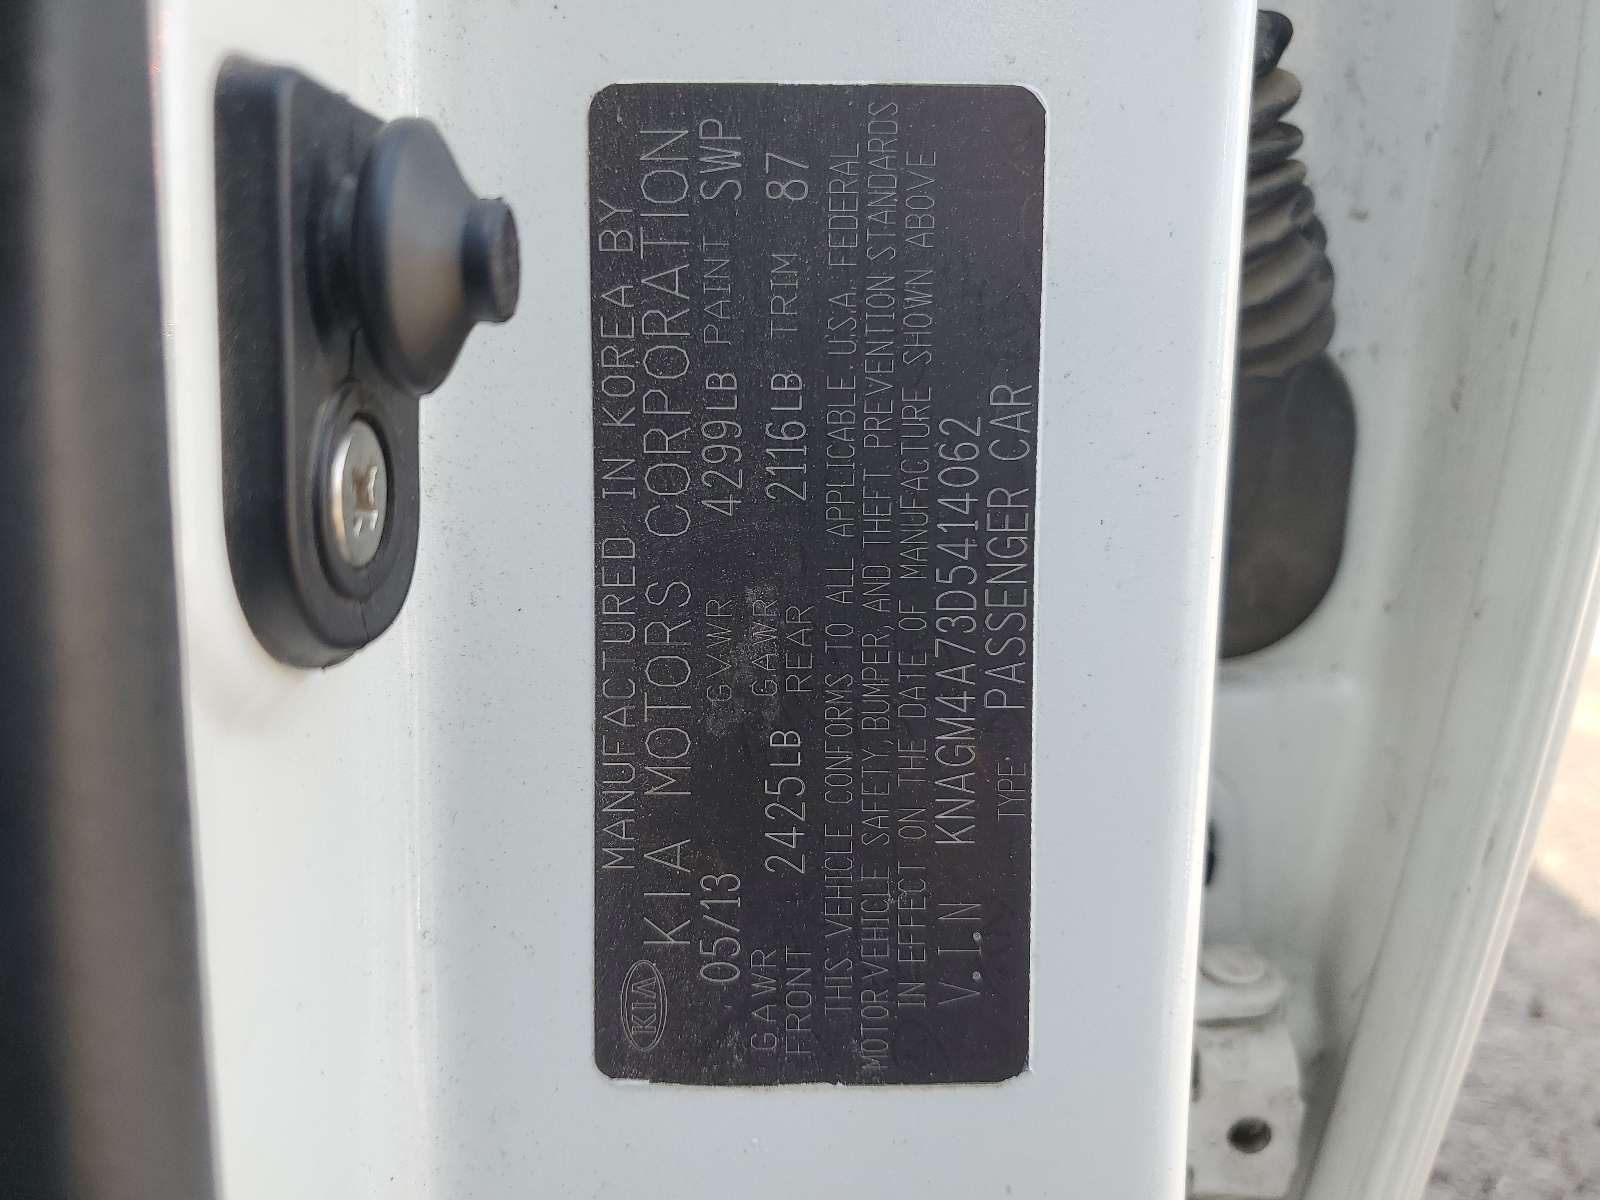 KIA
MANUFACTURED IN KOREA BY
KIA MOTORS CORPORATION
05/13 GVWR 4299LB PAINT SWP
GAWR FRONT 2425LB GAWR REAR 2116LB TRIM 87
THIS VEHICLE CONFORMS TO ALL APPLICABLE U.S.A. FEDERAL
MOTOR VEHICLE SAFETY, BUMPER, AND THEFT PREVENTION STANDARDS
IN EFFECT ON THE DATE OF MANUFACTURE SHOWN ABOVE
V.I.N KNAGM4A73D5414062
TYPE: PASSENGER CAR